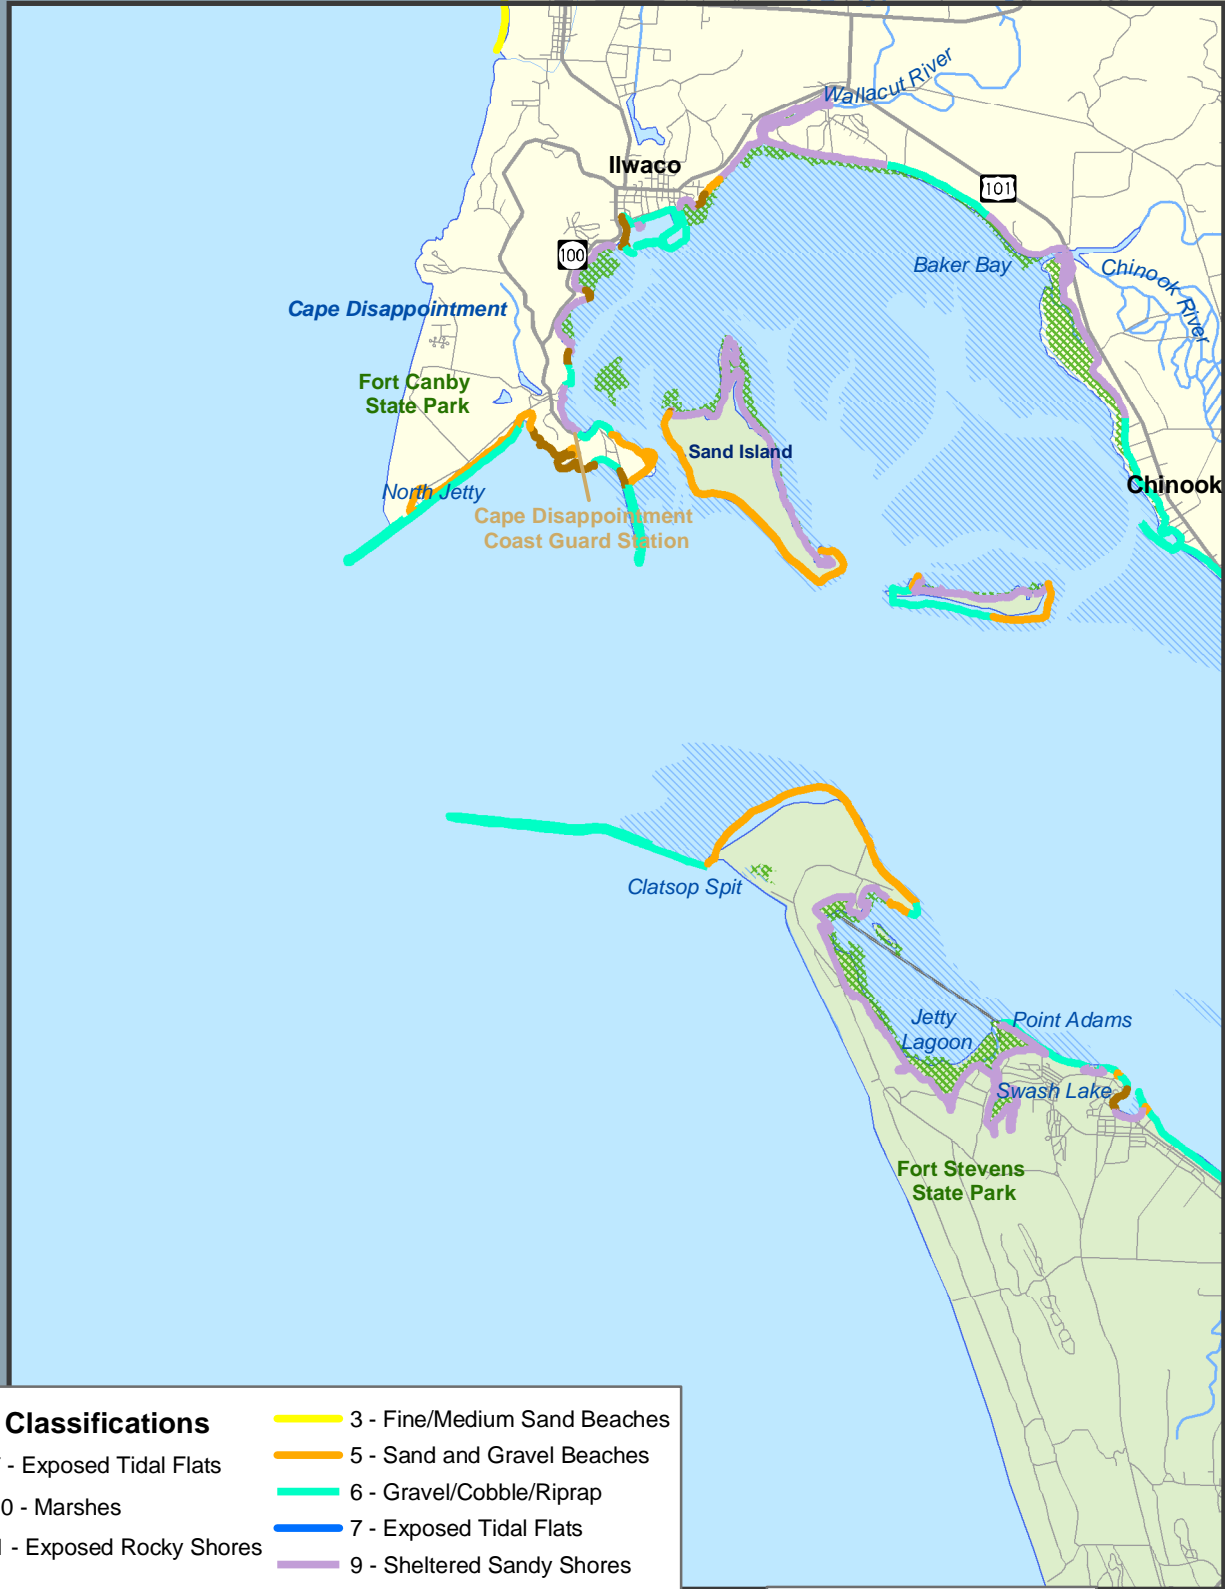 Wallacut River
Ilwaco
101
100
Baker Bay
Chinook River
Cape Disappointment
Fort Canby
State Park
Sand Island
North Jetty
Chinook
Cape Disappointment
Coast Guard Station
Clatsop Spit
Jetty
Lagoon
Point Adams
Swash Lake
Fort Stevens
State Park
Classifications
- Exposed Tidal Flats
0 - Marshes
- Exposed Rocky Shores
3 - Fine/Medium Sand Beaches
5 - Sand and Gravel Beaches
6 - Gravel/Cobble/Riprap
7 - Exposed Tidal Flats
9 - Sheltered Sandy Shores